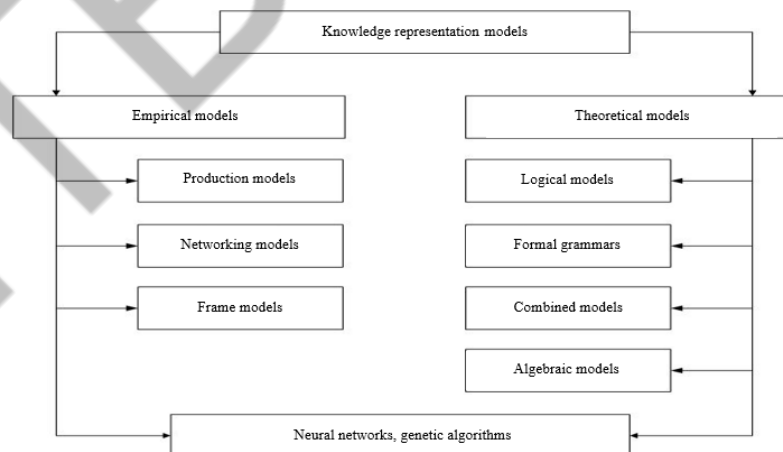 Knowledge representation models
Empirical models
Theoretical models
Production models
Logical models
Networking models
Formal grammars
Frame models
Combined models
Algebraic models
Neural networks, genetic algorithms